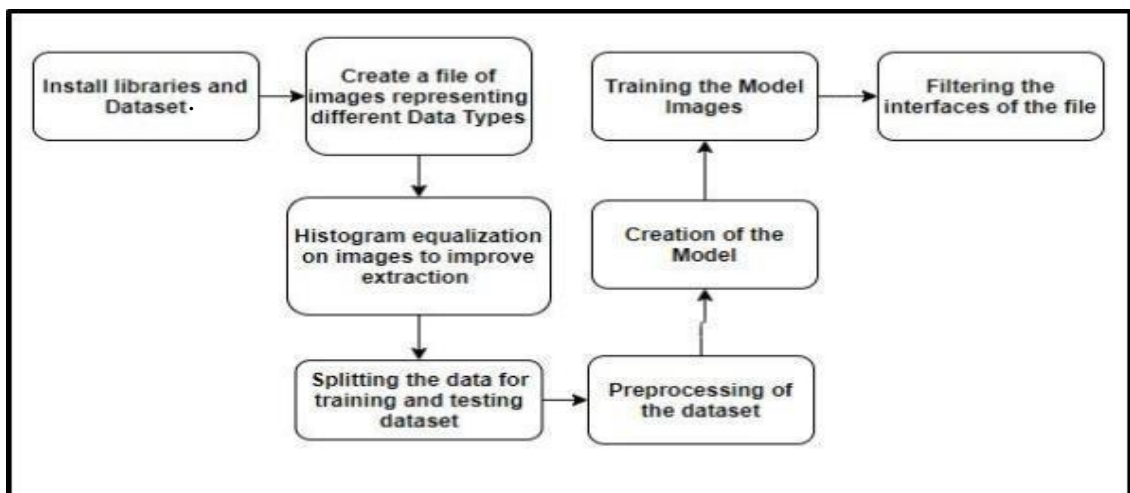 Install libraries and
Dataset.
Create a file of
images representing
different Data Types
Histogram equalization
on images to improve
extraction
Splitting the data for
training and testing
dataset
Preprocessing of
the dataset
Creation of the
Model
Training the Model
Images
Filtering the
interfaces of the file